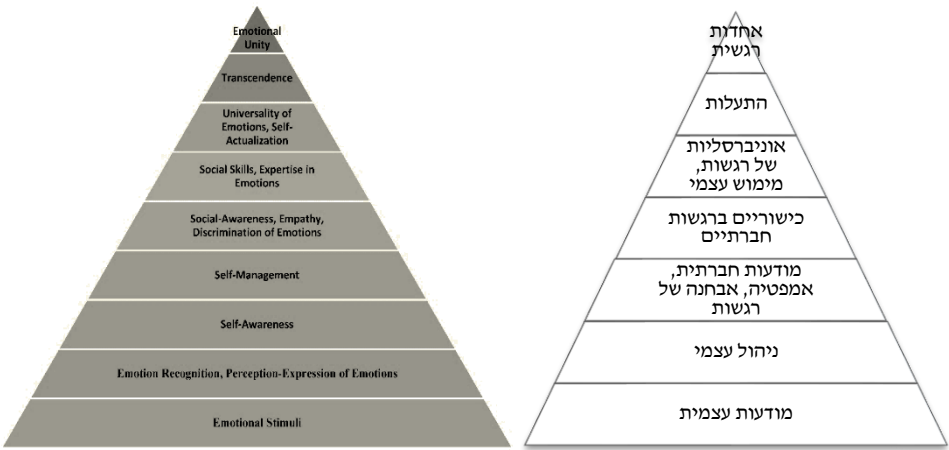 Emotional
Unity
Transcendence
Universality of
Emotions, Self-
Actualization
Social Skills, Expertise in
Emotions
Social-Awareness, Empathy,
Discrimination of Emotions
Self-Management
Self-Awareness
Emotion Recognition, Perception-Expression of Emotions
Emotional Stimuli
אחדות
רגשית
התעלות
אוניברסליות
של רגשות,
מימוש עצמי
כישוריים ברגשות
חברתיים
מודעות חברתית,
אמפטיה, אבחנה של
רגשות
ניהול עצמי
מודעות עצמית